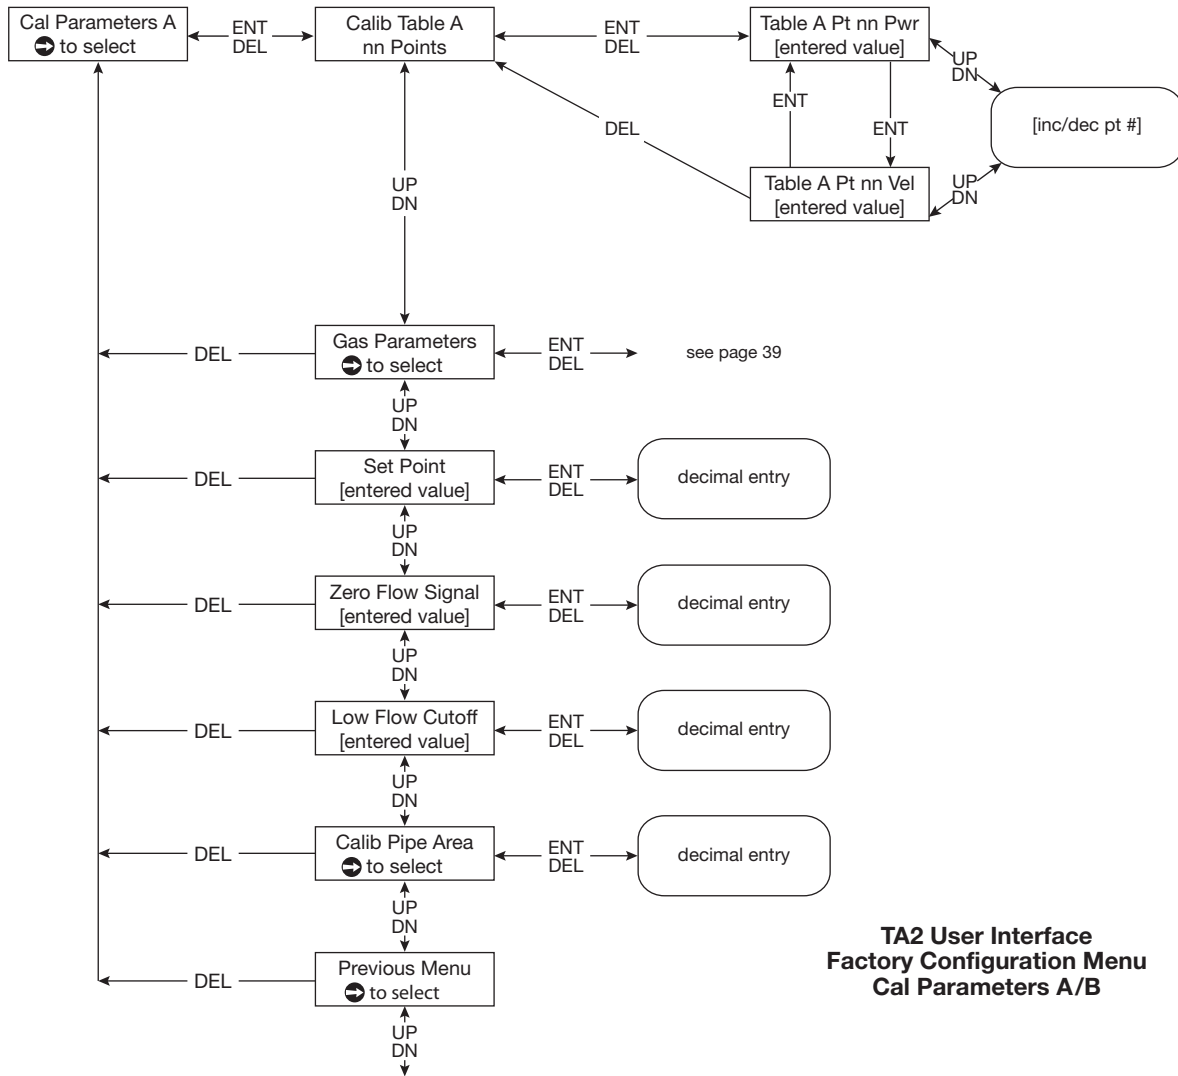 Cal Parameters A
to select
ENT
DEL
Calib Table A
nn Points
ENT
DEL
Table A Pt nn Pwr
[entered value]
UP
DN
[inc/dec pt #]
ENT
ENT
DEL
Table A Pt nn Vel
[entered value]
UP
DN
UP
DN
DEL
Gas Parameters
to select
ENT
DEL
see page 39
UP
DN
DEL
Set Point
[entered value]
ENT
DEL
decimal entry
UP
DN
DEL
Zero Flow Signal
[entered value]
ENT
DEL
decimal entry
UP
DN
DEL
Low Flow Cutoff
[entered value]
ENT
DEL
decimal entry
UP
DN
DEL
Calib Pipe Area
to select
ENT
DEL
decimal entry
UP
DN
DEL
Previous Menu
to select
UP
DN
TA2 User Interface
Factory Configuration Menu
Cal Parameters A/B